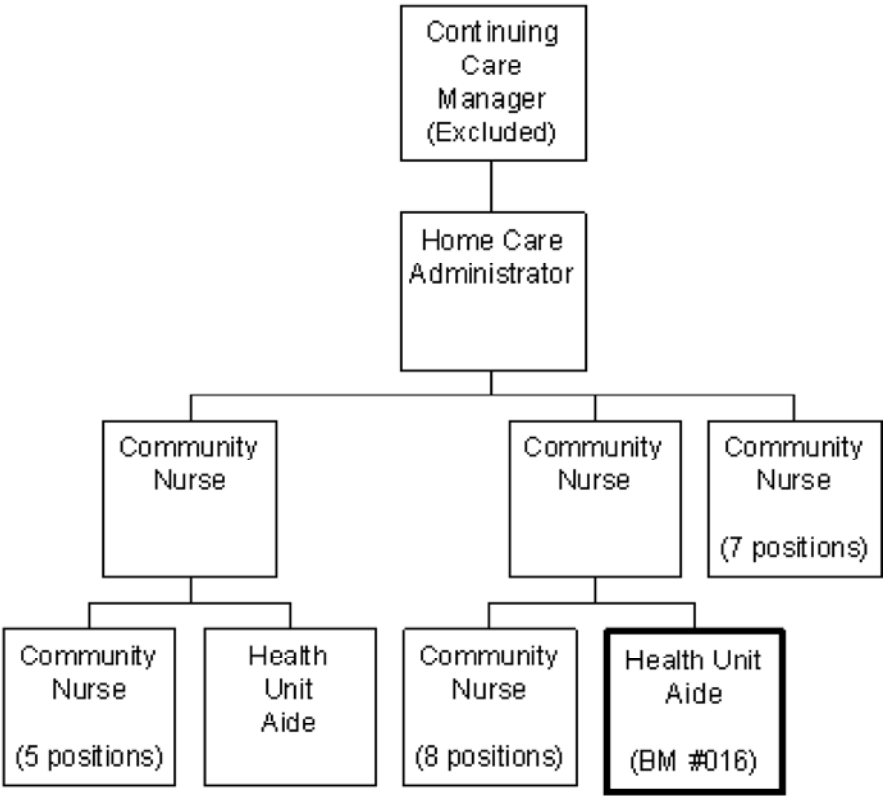 Continuing
Care
Manager
(Excluded)
Home Care
Administrator
Community
Nurse
Community
Nurse
Community
Nurse
(7 positions)
Community
Nurse
(5 positions)
Health
Unit
Aide
Community
Nurse
(8 positions)
Health Unit
Aide
(BM #016)